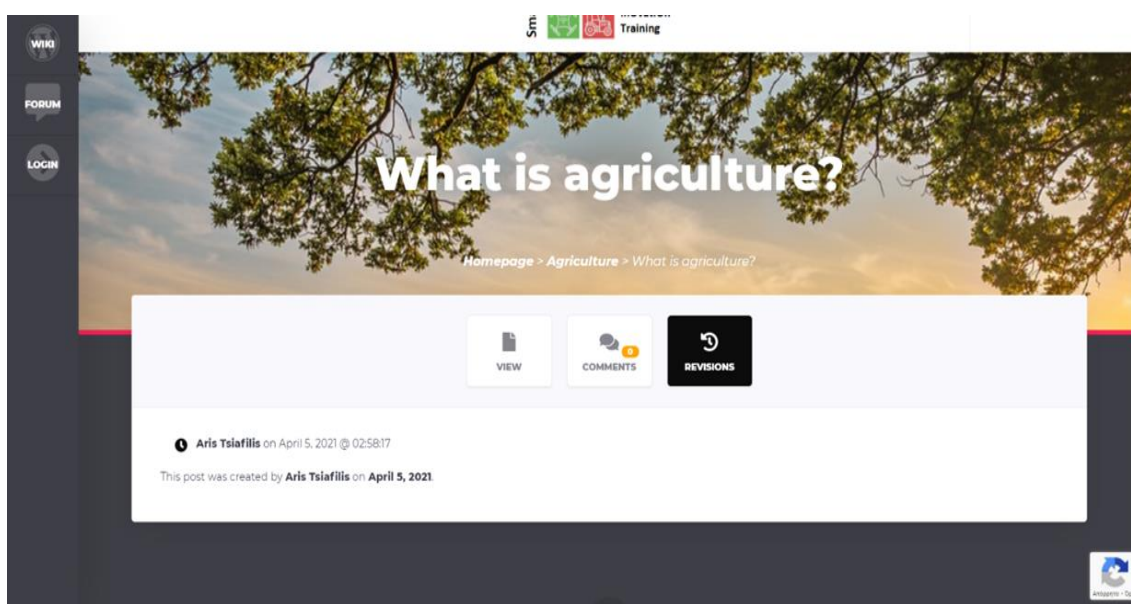 Training
WIKI
FORUM
LOGIN
What is agriculture?
Homepage > Agriculture > What is agriculture?
VIEW
COMMENTS
0
REVISIONS
Aris Tsiafilis on April 5, 2021 @ 02:58:17
This post was created by Aris Tsiafilis on April 5, 2021.